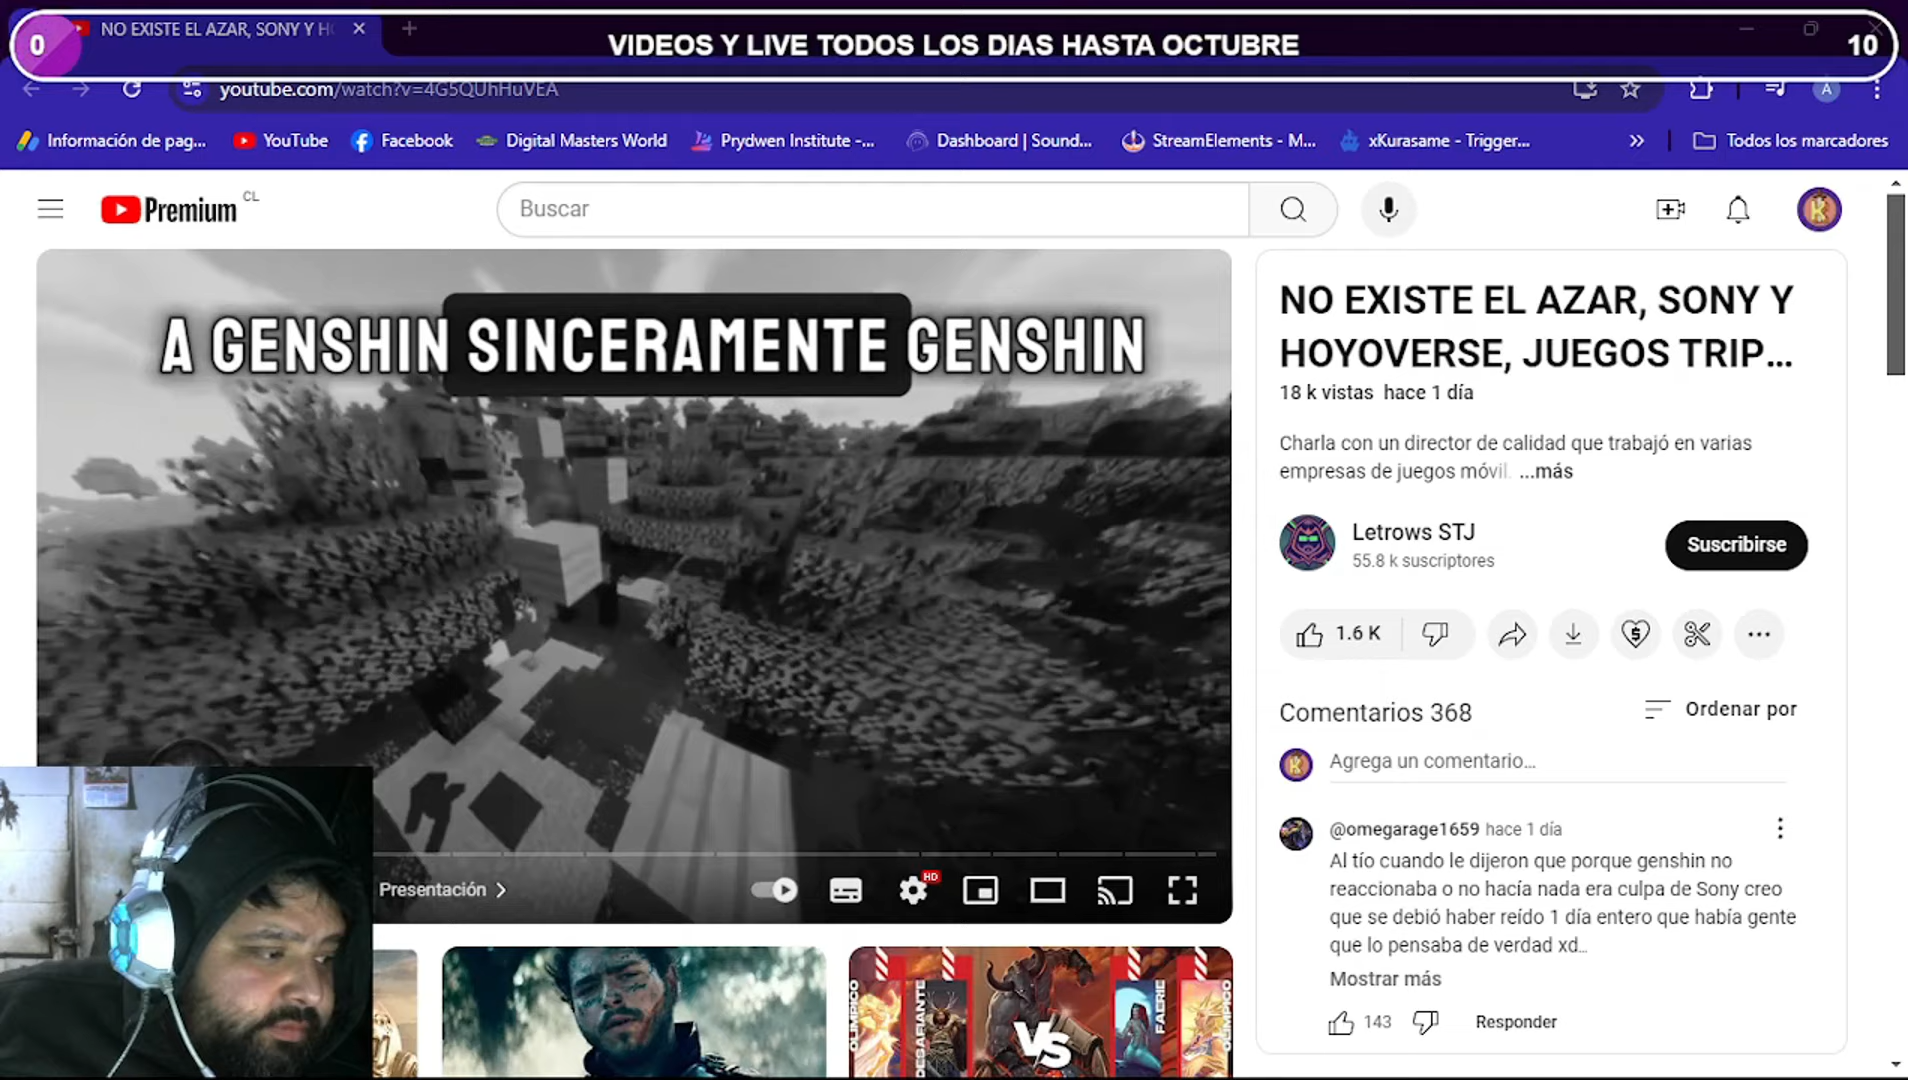 NO EXISTE EL AZAR, SONY Y H
0
VIDEOS Y LIVE TODOS LOS DIAS HASTA OCTUBRE
10
youtube.com/watch?v=4G5QUhHuVEA
A
Información de pag...
YouTube
Facebook
Digital Masters World
Prydwen Institute -...
Dashboard | Sound...
StreamElements - M...
xKurasame - Trigger...
Todos los marcadores
Premium CL
Buscar
A GENSHIN SINCERAMENTE GENSHIN
Presentación
HD
NO EXISTE EL AZAR, SONY Y
HOYOVERSE, JUEGOS TRIP...
18 k vistas hace 1 día
Charla con un director de calidad que trabajó en varias
empresas de juegos móvil. ...más
Letrows STJ
55.8 k suscriptores
Suscribirse
1.6 K
Comentarios 368
Ordenar por
Agrega un comentario...
@omegarage1659 hace 1 día
Al tío cuando le dijeron que porque genshin no
reaccionaba o no hacía nada era culpa de Sony creo
que se debió haber reído 1 día entero que había gente
que lo pensaba de verdad xd...
Mostrar más
143
Responder
OLIMPICO
DESAFIANTE
VS
FAERIE
OLIMPICO